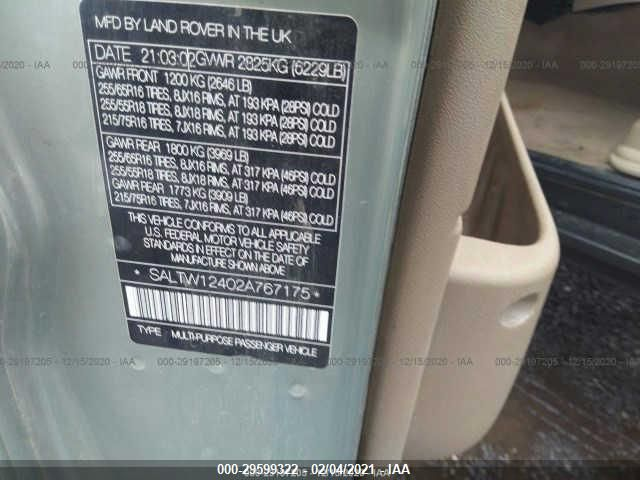 MFD BY LAND ROVER IN THE UK
DATE 21:03:02 GVWR 2825KG (6229LB)
GAWR FRONT 1200 KG (2646 LB)
255/65R16 TIRES, 8JX16 RIMS, AT 193 KPA (28PSI) COLD
255/55R18 TIRES, 8JX18 RIMS, AT 193 KPA (28PSI) COLD
215/75R16 TIRES, 7JX16 RIMS, AT 193 KPA (28PSI) COLD
GAWR REAR 1800 KG (3969 LB)
255/65R16 TIRES, 8JX16 RIMS, AT 317 KPA (46PSI) COLD
255/55R18 TIRES, 8JX18 RIMS, AT 317 KPA (46PSI) COLD
GAWR REAR 1773 KG (3909 LB)
215/75R16 TIRES, 7JX16 RIMS, AT 317 KPA (46PSI) COLD
THIS VEHICLE CONFORMS TO ALL APPLICABLE
U.S. FEDERAL MOTOR VEHICLE SAFETY
STANDARDS IN EFFECT ON THE DATE OF
MANUFACTURE SHOWN ABOVE
* SALTW12402A767175 *
TYPE MULTI-PURPOSE PASSENGER VEHICLE
000-29599322 - 02/04/2021 - IAA